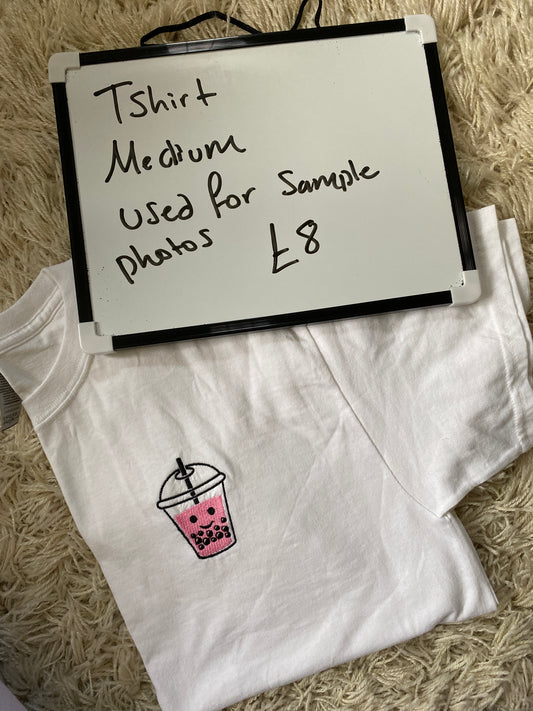 Tshirt
Medium
used for sample
photos £8